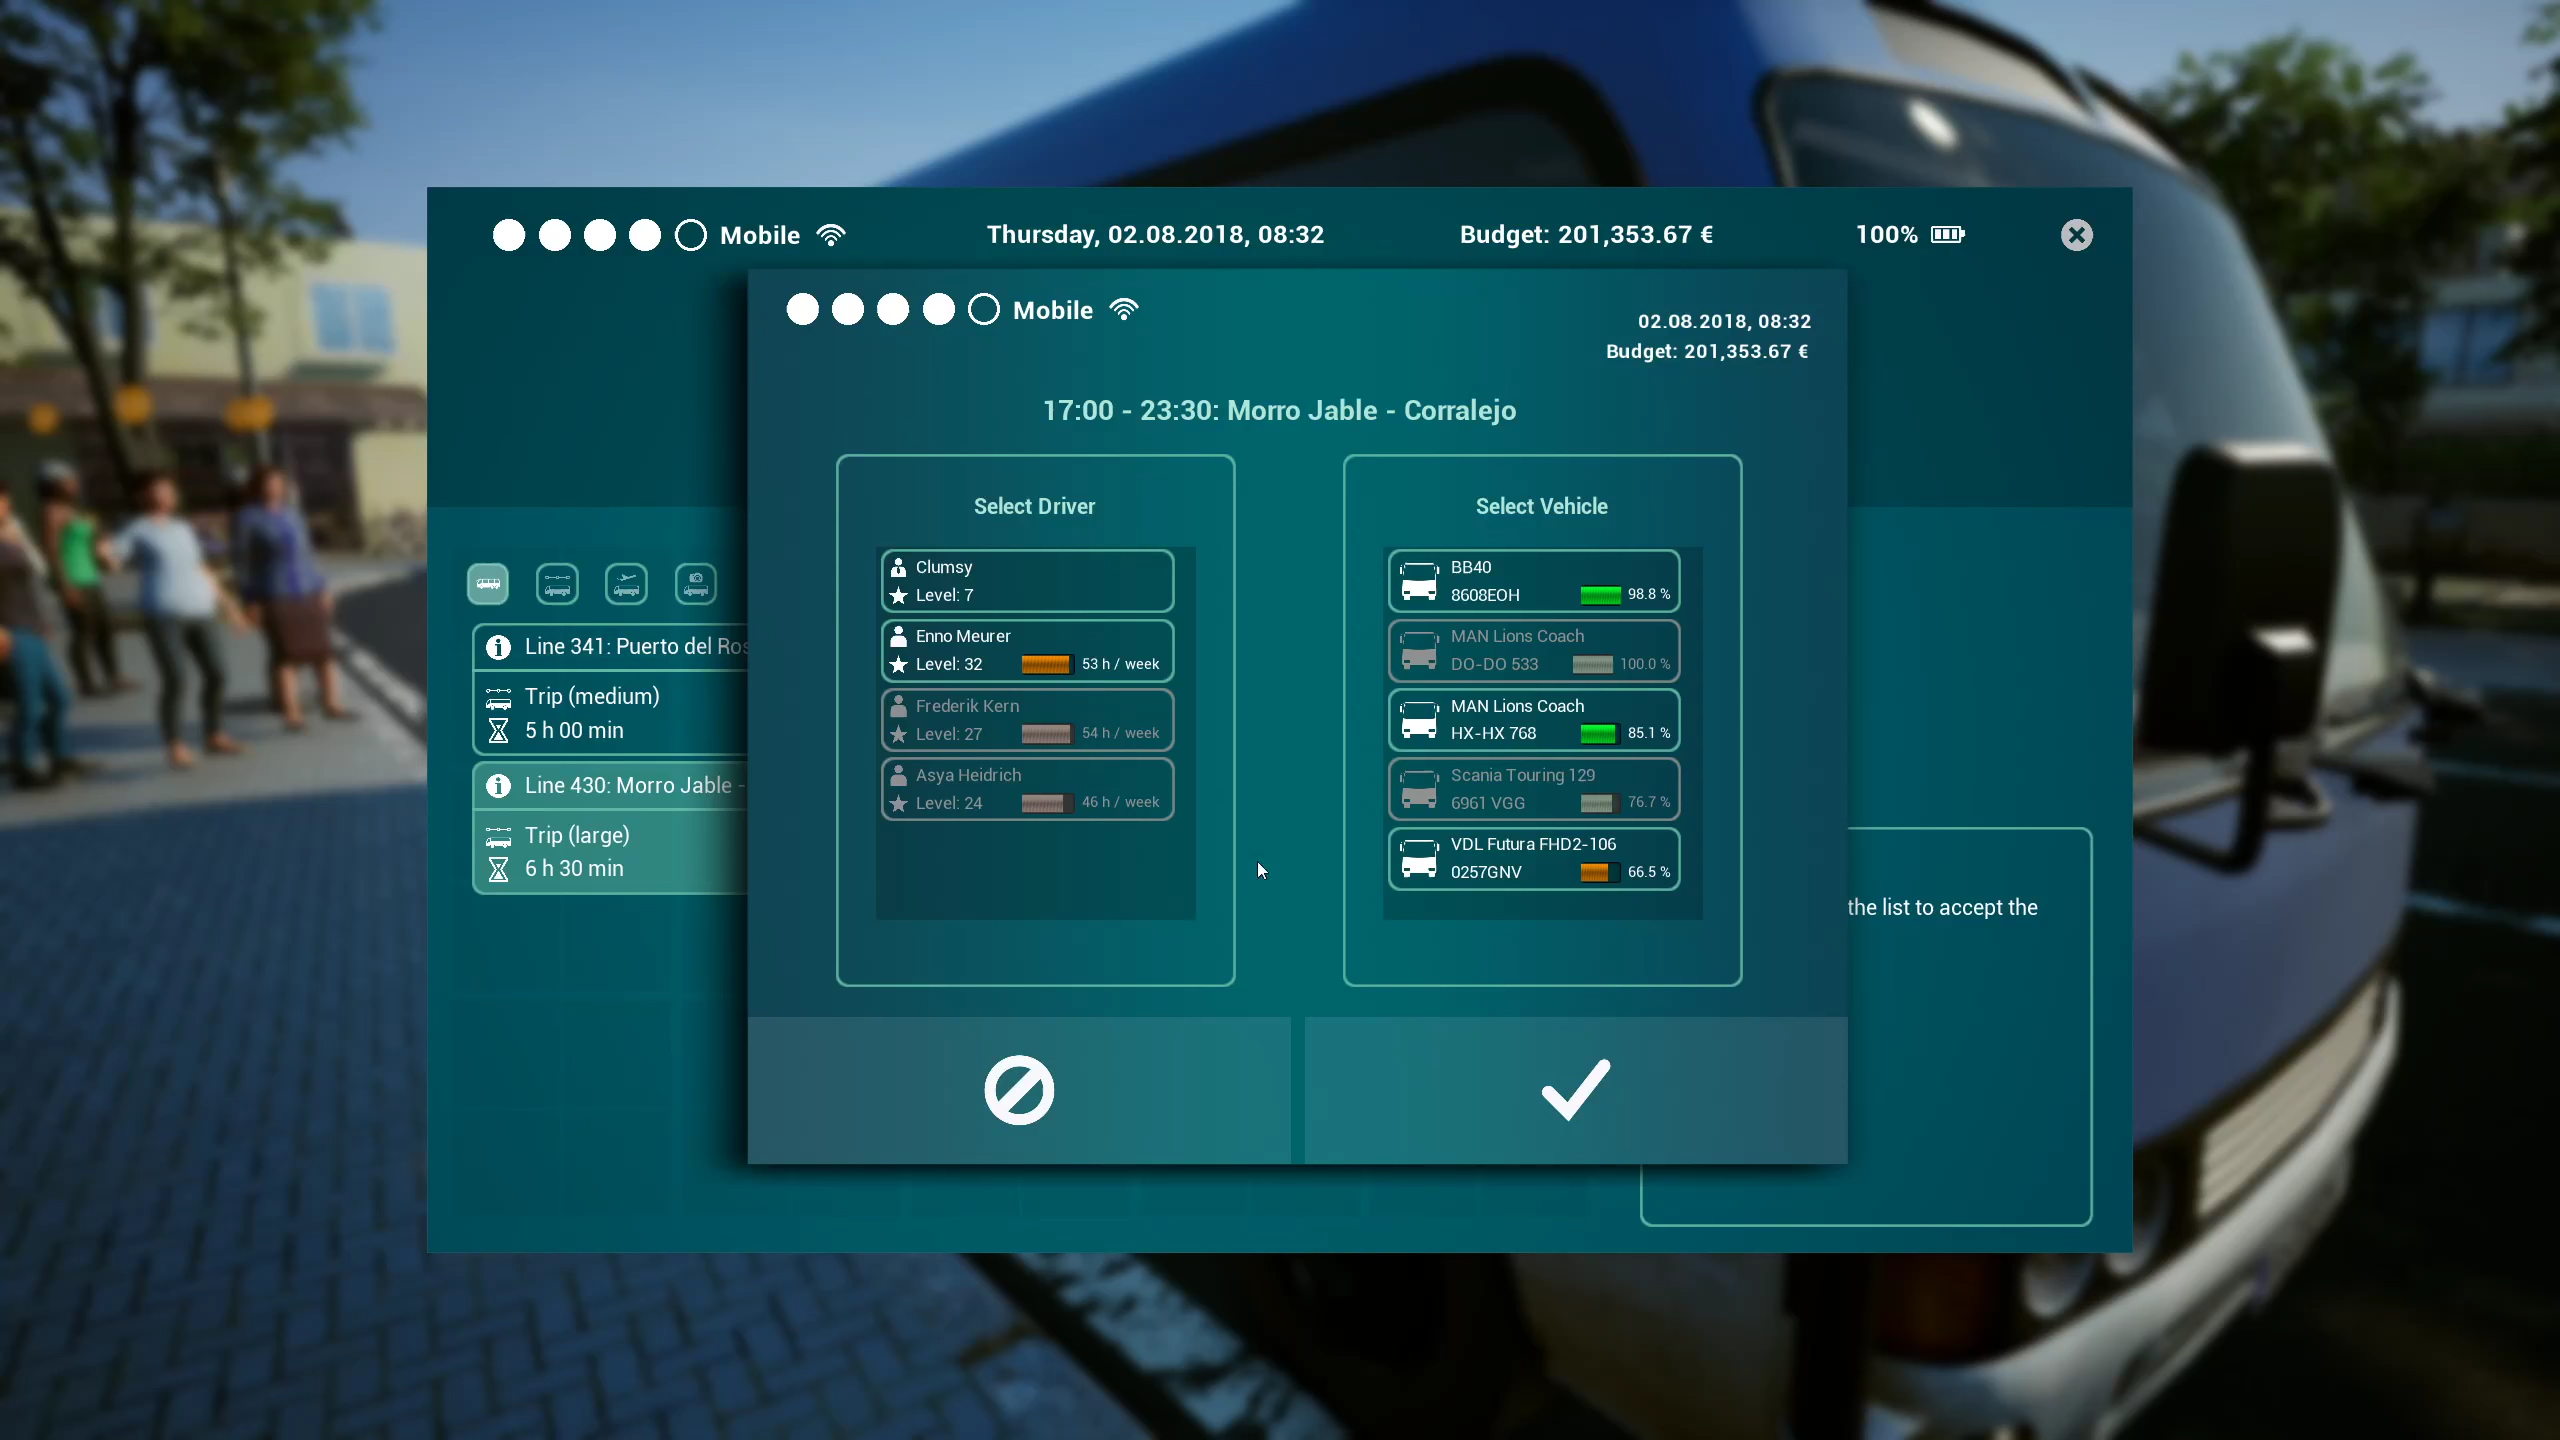 Mobile
Thursday, 02.08.2018, 08:32
Budget: 201,353.67 €
100%
Mobile
02.08.2018, 08:32
Budget: 201,353.67 €
17:00 - 23:30: Morro Jable - Corralejo
Select Driver
Clumsy
Level: 7
Enno Meurer
Level: 32
53 h / week
Frederik Kern
Level: 27
54 h / week
Asya Heidrich
Level: 24
46 h / week
Select Vehicle
BB40
8608EOH
98.8 %
MAN Lions Coach
DO-DO 533
100.0 %
MAN Lions Coach
HX-HX 768
85.1 %
Scania Touring 129
6961 VGG
76.7 %
VDL Futura FHD2-106
0257GNV
66.5 %
Line 341: Puerto del Ros
Trip (medium)
5 h 00 min
Line 430: Morro Jable -
Trip (large)
6 h 30 min
the list to accept the